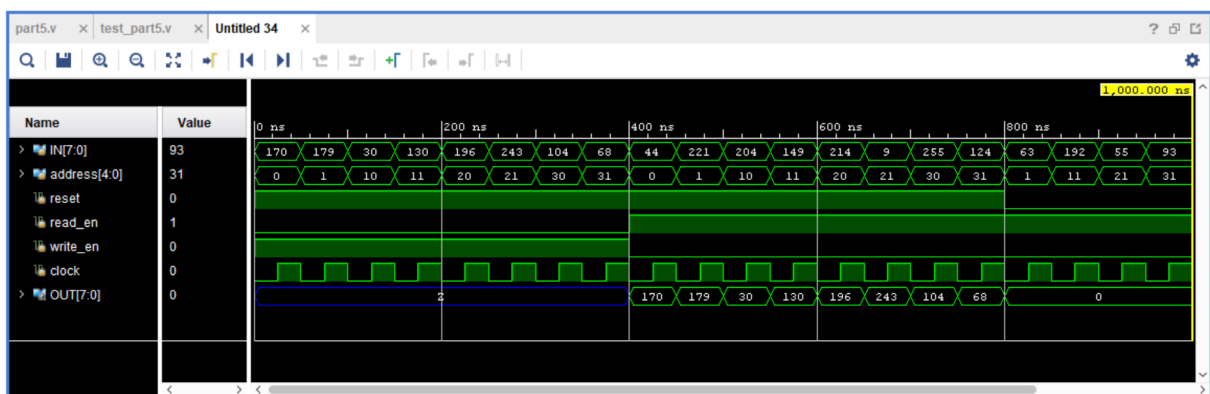 part5.v × test_part5.v × Untitled 34 × ?
1,000.000 ns
Name Value 0 ns 200 ns 400 ns 600 ns 800 ns
> IN[7:0] 93 170 179 30 130 196 243 104 68 44 221 204 149 214 9 255 124 63 192 55 93
> address[4:0] 31 0 1 10 11 20 21 30 31 0 1 10 11 20 21 30 31 1 11 21 31
reset 0
read_en 1
write_en 0
clock 0
> OUT[7:0] 0 Z 170 179 30 130 196 243 104 68 0